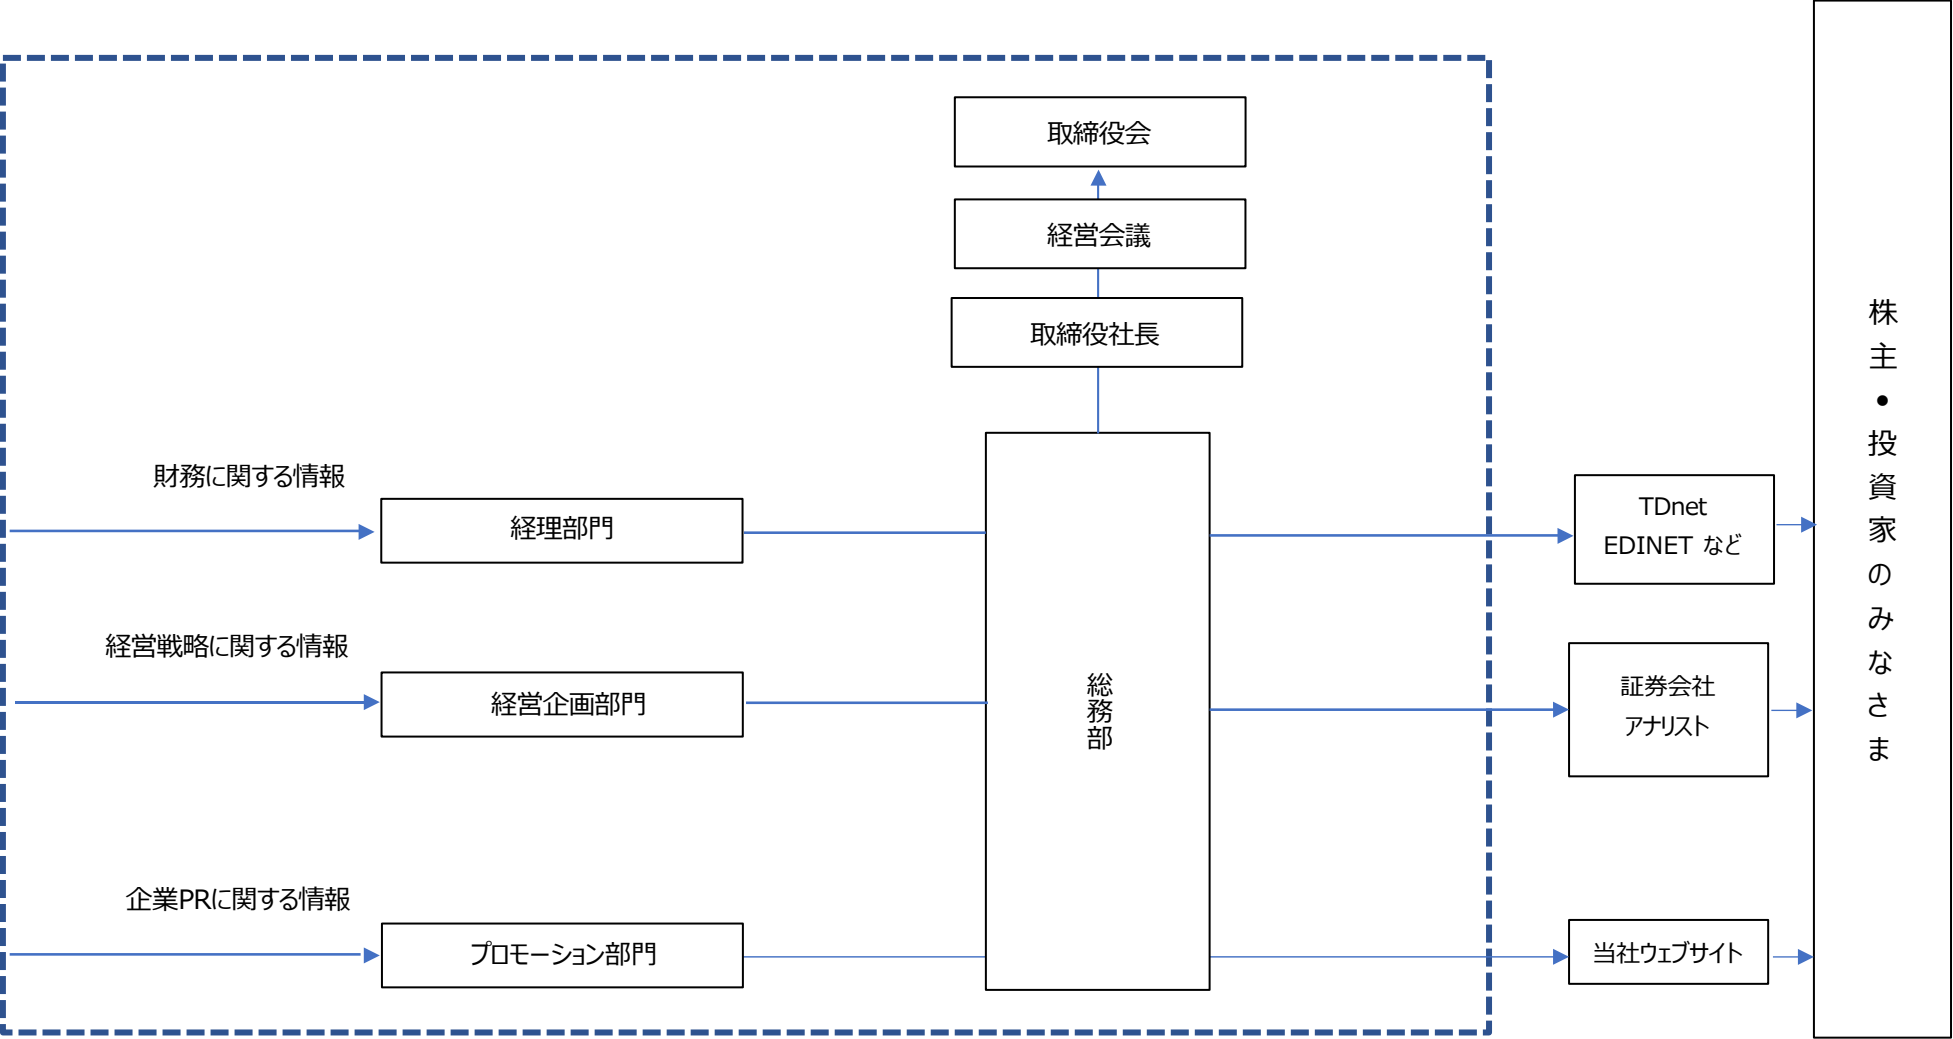 取締役会
経営会議
取締役社長
財務に関する情報
経理部門
経営戦略に関する情報
経営企画部門
企業PRに関する情報
プロモーション部門
総務部
TDnet
EDINET など
証券会社
アナリスト
当社ウェブサイト
株主・投資家のみなさま